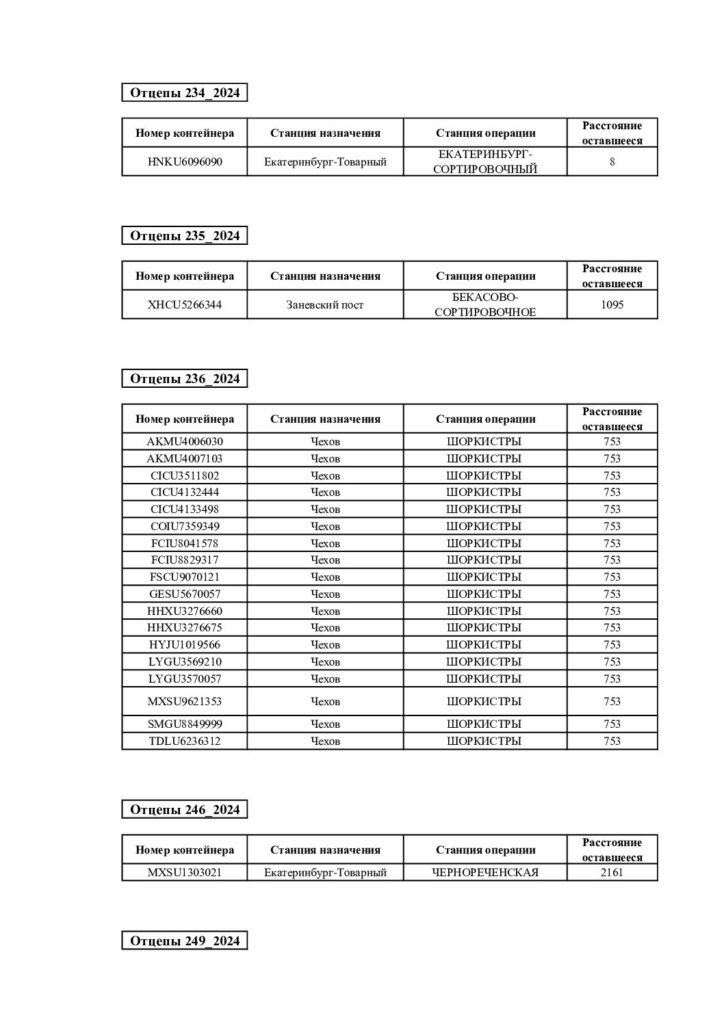 Отцепы 234_2024
Номер контейнера Станция назначения Станция операции Расстояние оставшееся
HNKU6096090 Екатеринбург-Товарный ЕКАТЕРИНБУРГ-СОРТИРОВОЧНЫЙ 8
Отцепы 235_2024
Номер контейнера Станция назначения Станция операции Расстояние оставшееся
XHCU5266344 Заневский пост БЕКАСОВО-СОРТИРОВОЧНОЕ 1095
Отцепы 236_2024
Номер контейнера Станция назначения Станция операции Расстояние оставшееся
AKMU4006030 Чехов ШОРКИСТРЫ 753
AKMU4007103 Чехов ШОРКИСТРЫ 753
CICU3511802 Чехов ШОРКИСТРЫ 753
CICU4132444 Чехов ШОРКИСТРЫ 753
CICU4133498 Чехов ШОРКИСТРЫ 753
COIU7359349 Чехов ШОРКИСТРЫ 753
FCIU8041578 Чехов ШОРКИСТРЫ 753
FCIU8829317 Чехов ШОРКИСТРЫ 753
FSCU9070121 Чехов ШОРКИСТРЫ 753
GESU5670057 Чехов ШОРКИСТРЫ 753
HHXU3276660 Чехов ШОРКИСТРЫ 753
HHXU3276675 Чехов ШОРКИСТРЫ 753
HYJU1019566 Чехов ШОРКИСТРЫ 753
LYGU3569210 Чехов ШОРКИСТРЫ 753
LYGU3570057 Чехов ШОРКИСТРЫ 753
MXSU9621353 Чехов ШОРКИСТРЫ 753
SMGU8849999 Чехов ШОРКИСТРЫ 753
TDLU6236312 Чехов ШОРКИСТРЫ 753
Отцепы 246_2024
Номер контейнера Станция назначения Станция операции Расстояние оставшееся
MXSU1303021 Екатеринбург-Товарный ЧЕРНОРЕЧЕНСКАЯ 2161
Отцепы 249_2024